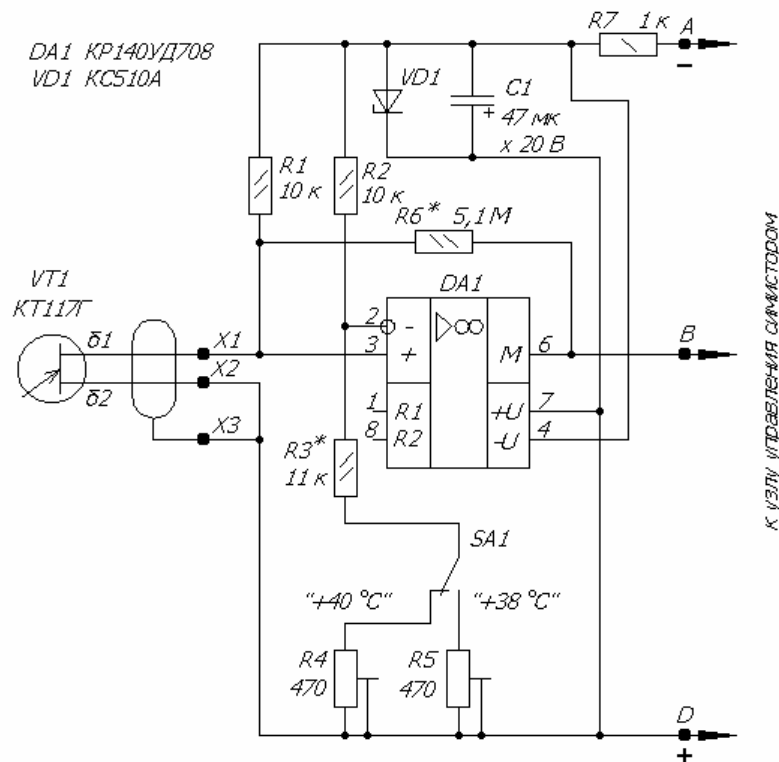 R7 1 к A
−
DA1 КР140УД708
VD1 КС510А
VD1
C1
47 мк
+
х 20 В
R1
10 к
R2
10 к
R6* 5,1 М
DA1
VT1
КТ117Г
б1
б2
X1
X2
X3
2
3
1
8
-
+
R1
R2
▷∞
М
+U
-U
6
7
4
B
R3*
11 к
SA1
"+40 °С"
"+38 °С"
R4
470
R5
470
D
+
К узлу управления симистором